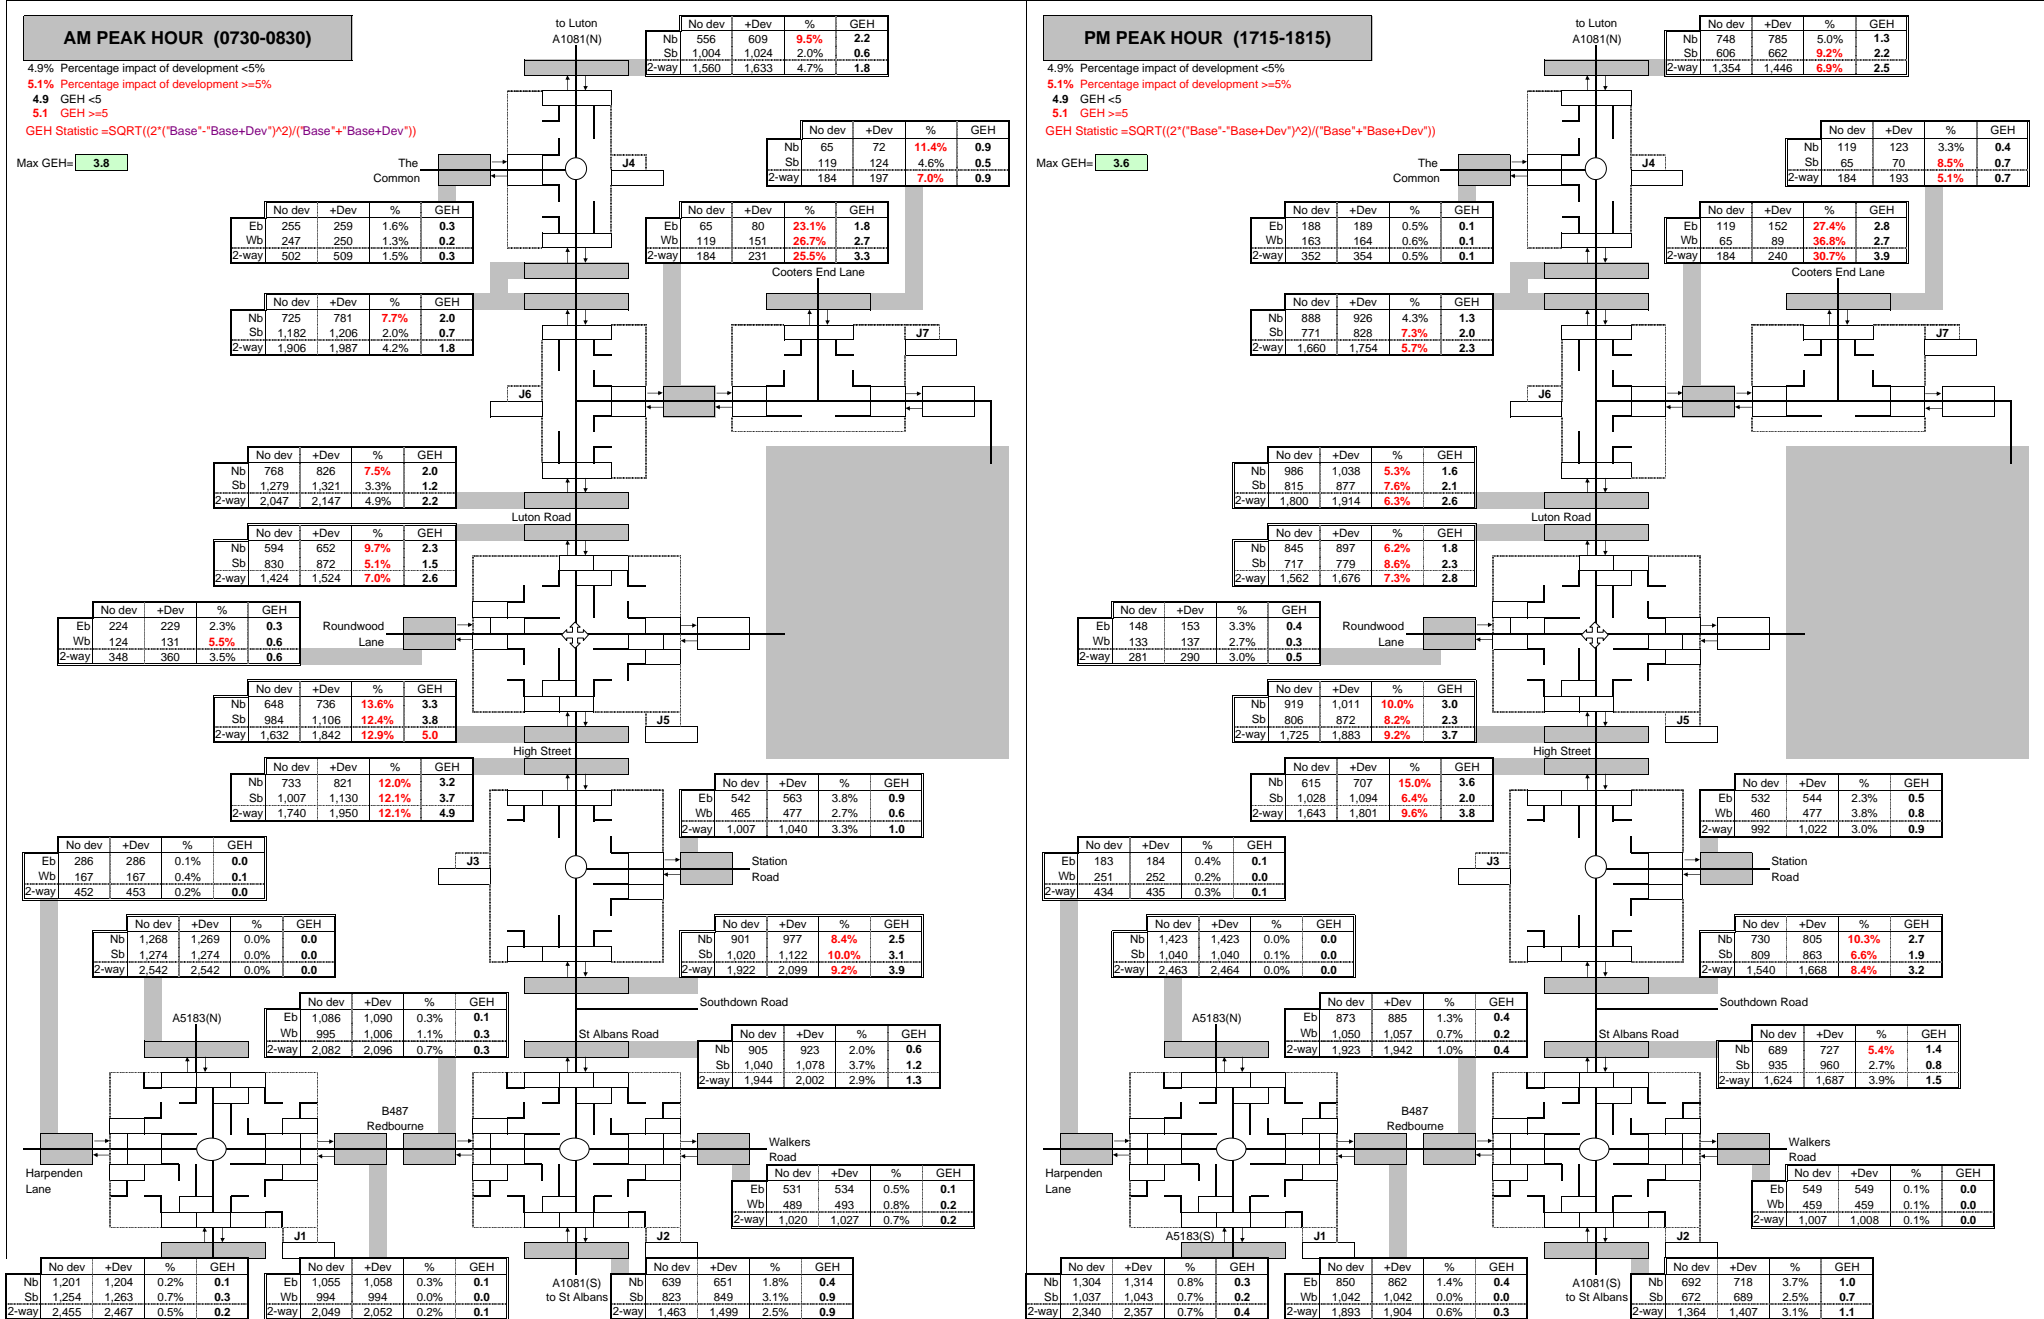 AM PEAK HOUR (0730-0830)
4.9% Percentage impact of development <5%
5.1% Percentage impact of development >=5%
4.9 GEH <5
5.1 GEH >=5
GEH Statistic =SQRT((2*("Base"-"Base+Dev")^2)/("Base"+"Base+Dev"))
Max GEH= 3.8
to Luton
A1081(N)
No dev +Dev % GEH
Nb 556 609 9.5% 2.2
Sb 1,004 1,024 2.0% 0.6
2-way 1,560 1,633 4.7% 1.8
No dev +Dev % GEH
Nb 65 72 11.4% 0.9
Sb 119 124 4.6% 0.5
2-way 184 197 7.0% 0.9
The
Common
J4
No dev +Dev % GEH
Eb 255 259 1.6% 0.3
Wb 247 250 1.3% 0.2
2-way 502 509 1.5% 0.3
No dev +Dev % GEH
Eb 65 80 23.1% 1.8
Wb 119 151 26.7% 2.7
2-way 184 231 25.5% 3.3
Cooters End Lane
No dev +Dev % GEH
Nb 725 781 7.7% 2.0
Sb 1,182 1,206 2.0% 0.7
2-way 1,906 1,987 4.2% 1.8
J7
J6
No dev +Dev % GEH
Nb 768 826 7.5% 2.0
Sb 1,279 1,321 3.3% 1.2
2-way 2,047 2,147 4.9% 2.2
Luton Road
No dev +Dev % GEH
Nb 594 652 9.7% 2.3
Sb 830 872 5.1% 1.5
2-way 1,424 1,524 7.0% 2.6
No dev +Dev % GEH
Eb 224 229 2.3% 0.3
Wb 124 131 5.5% 0.6
2-way 348 360 3.5% 0.6
Roundwood
Lane
No dev +Dev % GEH
Nb 648 736 13.6% 3.3
Sb 984 1,106 12.4% 3.8
2-way 1,632 1,842 12.9% 5.0
J5
High Street
No dev +Dev % GEH
Nb 733 821 12.0% 3.2
Sb 1,007 1,130 12.1% 3.7
2-way 1,740 1,950 12.1% 4.9
No dev +Dev % GEH
Eb 542 563 3.8% 0.9
Wb 465 477 2.7% 0.6
2-way 1,007 1,040 3.3% 1.0
No dev +Dev % GEH
Eb 286 286 0.1% 0.0
Wb 167 167 0.4% 0.1
2-way 452 453 0.2% 0.0
J3
Station
Road
No dev +Dev % GEH
Nb 1,268 1,269 0.0% 0.0
Sb 1,274 1,274 0.0% 0.0
2-way 2,542 2,542 0.0% 0.0
No dev +Dev % GEH
Nb 901 977 8.4% 2.5
Sb 1,020 1,122 10.0% 3.1
2-way 1,922 2,099 9.2% 3.9
Southdown Road
A5183(N)
No dev +Dev % GEH
Eb 1,086 1,090 0.3% 0.1
Wb 995 1,006 1.1% 0.3
2-way 2,082 2,096 0.7% 0.3
St Albans Road
No dev +Dev % GEH
Nb 905 923 2.0% 0.6
Sb 1,040 1,078 3.7% 1.2
2-way 1,944 2,002 2.9% 1.3
B487
Redbourne
Walkers
Road
Harpenden
Lane
No dev +Dev % GEH
Eb 531 534 0.5% 0.1
Wb 489 493 0.8% 0.2
2-way 1,020 1,027 0.7% 0.2
J1
J2
No dev +Dev % GEH
Nb 1,201 1,204 0.2% 0.1
Sb 1,254 1,263 0.7% 0.3
2-way 2,455 2,467 0.5% 0.2
No dev +Dev % GEH
Eb 1,055 1,058 0.3% 0.1
Wb 994 994 0.0% 0.0
2-way 2,049 2,052 0.2% 0.1
A1081(S)
to St Albans
No dev +Dev % GEH
Nb 639 651 1.8% 0.4
Sb 823 849 3.1% 0.9
2-way 1,463 1,499 2.5% 0.9
PM PEAK HOUR (1715-1815)
4.9% Percentage impact of development <5%
5.1% Percentage impact of development >=5%
4.9 GEH <5
5.1 GEH >=5
GEH Statistic =SQRT((2*("Base"-"Base+Dev")^2)/("Base"+"Base+Dev"))
Max GEH= 3.6
to Luton
A1081(N)
No dev +Dev % GEH
Nb 748 785 5.0% 1.3
Sb 606 662 9.2% 2.2
2-way 1,354 1,446 6.9% 2.5
No dev +Dev % GEH
Nb 119 123 3.3% 0.4
Sb 65 70 8.5% 0.7
2-way 184 193 5.1% 0.7
The
Common
J4
No dev +Dev % GEH
Eb 188 189 0.5% 0.1
Wb 163 164 0.6% 0.1
2-way 352 354 0.5% 0.1
No dev +Dev % GEH
Eb 119 152 27.4% 2.8
Wb 65 89 36.8% 2.7
2-way 184 240 30.7% 3.9
Cooters End Lane
No dev +Dev % GEH
Nb 888 926 4.3% 1.3
Sb 771 828 7.3% 2.0
2-way 1,660 1,754 5.7% 2.3
J7
J6
No dev +Dev % GEH
Nb 986 1,038 5.3% 1.6
Sb 815 877 7.6% 2.1
2-way 1,800 1,914 6.3% 2.6
Luton Road
No dev +Dev % GEH
Nb 845 897 6.2% 1.8
Sb 717 779 8.6% 2.3
2-way 1,562 1,676 7.3% 2.8
No dev +Dev % GEH
Eb 148 153 3.3% 0.4
Wb 133 137 2.7% 0.3
2-way 281 290 3.0% 0.5
Roundwood
Lane
No dev +Dev % GEH
Nb 919 1,011 10.0% 3.0
Sb 806 872 8.2% 2.3
2-way 1,725 1,883 9.2% 3.7
J5
High Street
No dev +Dev % GEH
Nb 615 707 15.0% 3.6
Sb 1,028 1,094 6.4% 2.0
2-way 1,643 1,801 9.6% 3.8
No dev +Dev % GEH
Eb 532 544 2.3% 0.5
Wb 460 477 3.8% 0.8
2-way 992 1,022 3.0% 0.9
No dev +Dev % GEH
Eb 183 184 0.4% 0.1
Wb 251 252 0.2% 0.0
2-way 434 435 0.3% 0.1
J3
Station
Road
No dev +Dev % GEH
Nb 1,423 1,423 0.0% 0.0
Sb 1,040 1,040 0.1% 0.0
2-way 2,463 2,464 0.0% 0.0
No dev +Dev % GEH
Nb 730 805 10.3% 2.7
Sb 809 863 6.6% 1.9
2-way 1,540 1,668 8.4% 3.2
Southdown Road
A5183(N)
No dev +Dev % GEH
Eb 873 885 1.3% 0.4
Wb 1,050 1,057 0.7% 0.2
2-way 1,923 1,942 1.0% 0.4
St Albans Road
No dev +Dev % GEH
Nb 689 727 5.4% 1.4
Sb 935 960 2.7% 0.8
2-way 1,624 1,687 3.9% 1.5
B487
Redbourne
Walkers
Road
Harpenden
Lane
No dev +Dev % GEH
Eb 549 549 0.1% 0.0
Wb 459 459 0.1% 0.0
2-way 1,007 1,008 0.1% 0.0
A5183(S)
J1
J2
No dev +Dev % GEH
Nb 1,304 1,314 0.8% 0.3
Sb 1,037 1,043 0.7% 0.2
2-way 2,340 2,357 0.7% 0.4
No dev +Dev % GEH
Eb 850 862 1.4% 0.4
Wb 1,042 1,042 0.0% 0.0
2-way 1,893 1,904 0.6% 0.3
A1081(S)
to St Albans
No dev +Dev % GEH
Nb 692 718 3.7% 1.0
Sb 672 689 2.5% 0.7
2-way 1,364 1,407 3.1% 1.1